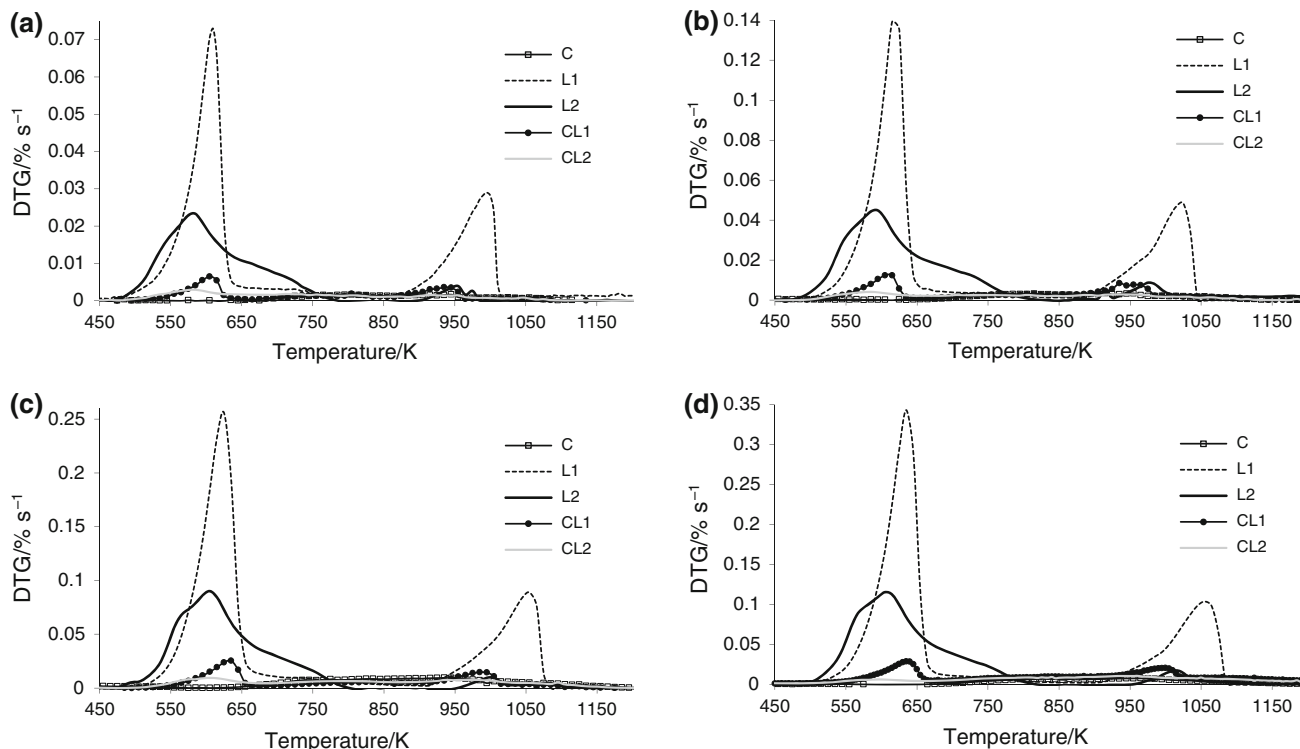 (a)
DTG/% s⁻¹
0.07
0.06
0.05
0.04
0.03
0.02
0.01
0
450 550 650 750 850 950 1050 1150
Temperature/K
C
L1
L2
CL1
CL2
(b)
DTG/% s⁻¹
0.14
0.12
0.1
0.08
0.06
0.04
0.02
0
450 550 650 750 850 950 1050 1150
Temperature/K
C
L1
L2
CL1
CL2
(c)
DTG/% s⁻¹
0.25
0.2
0.15
0.1
0.05
0
450 550 650 750 850 950 1050 1150
Temperature/K
C
L1
L2
CL1
CL2
(d)
DTG/% s⁻¹
0.35
0.3
0.25
0.2
0.15
0.1
0.05
0
450 550 650 750 850 950 1050 1150
Temperature/K
C
L1
L2
CL1
CL2